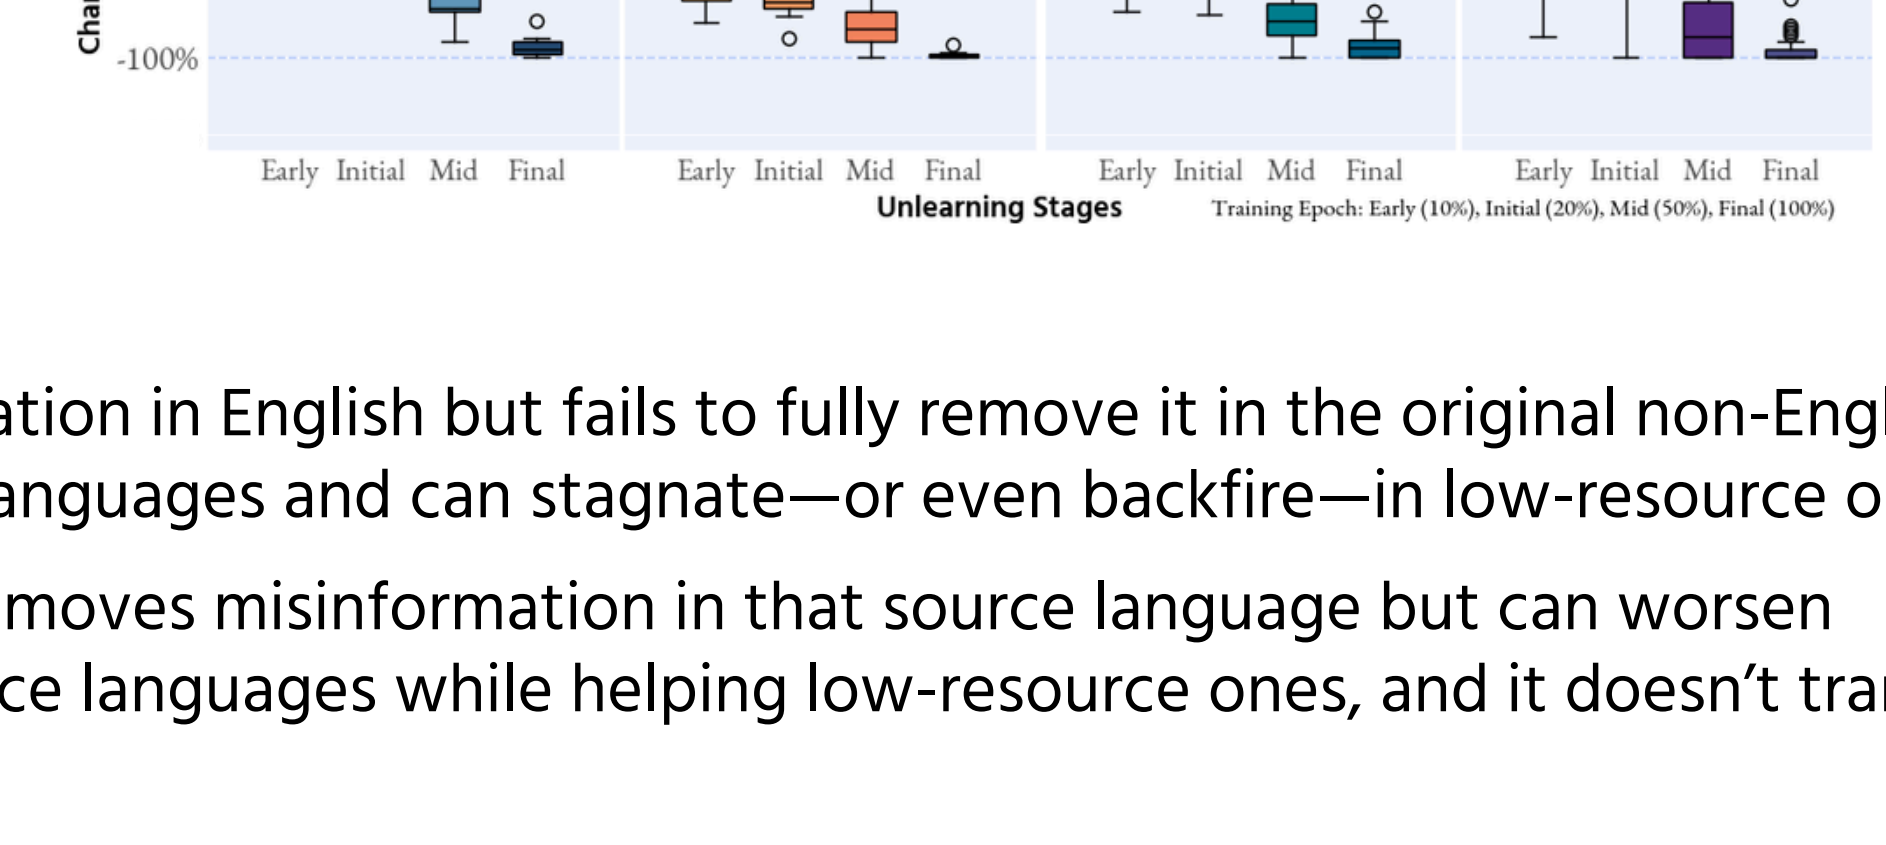 Char
-100%
Early Initial Mid Final Early Initial Mid Final Early Initial Mid Final Early Initial Mid Final
Unlearning Stages Training Epoch: Early (10%), Initial (20%), Mid (50%), Final (100%)
ation in English but fails to fully remove it in the original non-Engl
anguages and can stagnate—or even backfire—in low-resource o
moves misinformation in that source language but can worsen
ce languages while helping low-resource ones, and it doesn’t tran